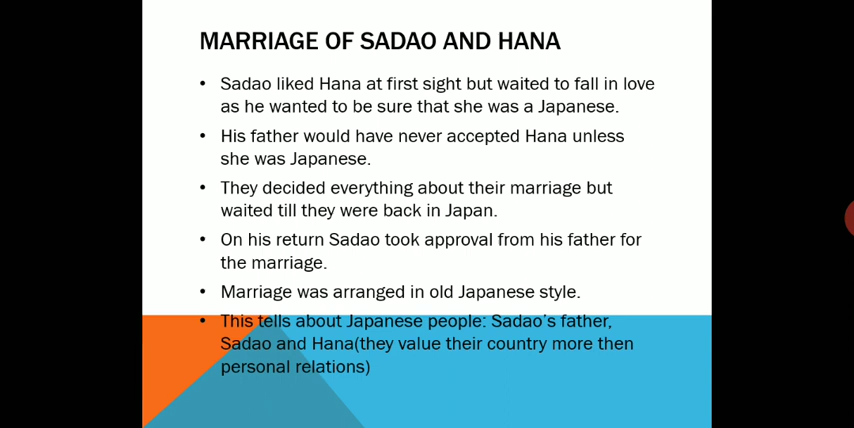 MARRIAGE OF SADAO AND HANA
• Sadao liked Hana at first sight but waited to fall in love
as he wanted to be sure that she was a Japanese.
• His father would have never accepted Hana unless
she was Japanese.
• They decided everything about their marriage but
waited till they were back in Japan.
• On his return Sadao took approval from his father for
the marriage.
• Marriage was arranged in old Japanese style.
• This tells about Japanese people: Sadao’s father,
Sadao and Hana(they value their country more then
personal relations)